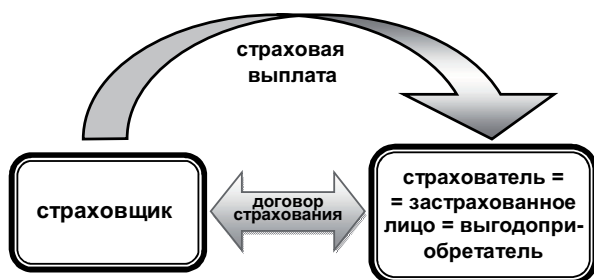 страховая
выплата
страховщик
договор
страхования
страхователь =
= застрахованное
лицо = выгодопри-
обретатель